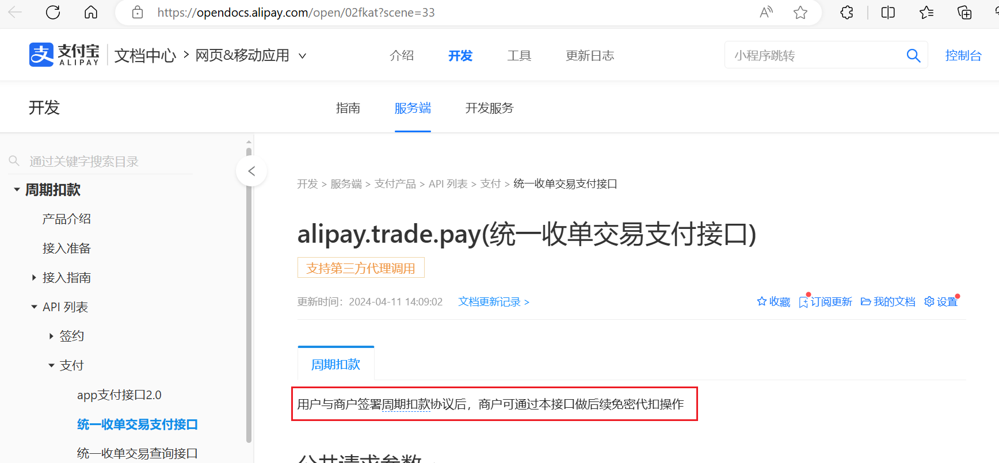 https://opendocs.alipay.com/open/02fkat?scene=33
支付宝 ALIPAY 文档中心 > 网页&移动应用 介绍 开发 工具 更新日志 小程序跳转 控制台
开发 指南 服务端 开发服务
通过关键字搜索目录
周期扣款
产品介绍
接入准备
接入指南
API 列表
签约
支付
app支付接口2.0
统一收单交易支付接口
统一收单交易查询接口
开发 > 服务端 > 支付产品 > API 列表 > 支付 > 统一收单交易支付接口
alipay.trade.pay(统一收单交易支付接口)
支持第三方代理调用
更新时间：2024-04-11 14:09:02 文档更新记录 > 收藏 订阅更新 我的文档 设置
周期扣款
用户与商户签署周期扣款协议后，商户可通过本接口做后续免密代扣操作
公共请求参数